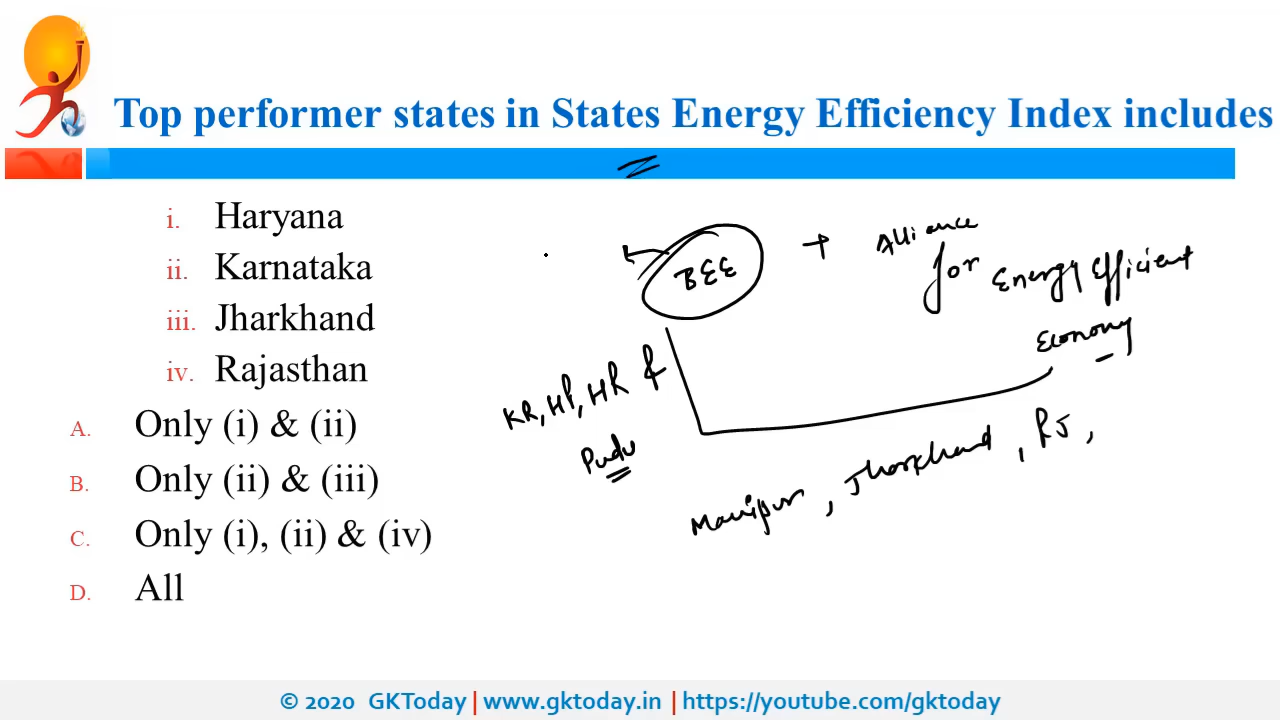 Top performer states in States Energy Efficiency Index includes
i. Haryana
ii. Karnataka
iii. Jharkhand
iv. Rajasthan
A. Only (i) & (ii)
B. Only (ii) & (iii)
C. Only (i), (ii) & (iv)
D. All
BEE + Alliance
for Energy Efficient
Economy
KR, HP, HR &
Pudu
Manipur, Jharkhand, RJ,
© 2020 GKToday | www.gktoday.in | https://youtube.com/gktoday